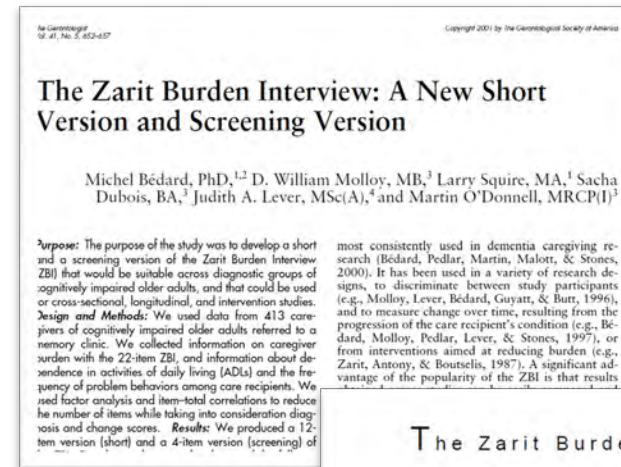 he Gerontologist
Vol. 41, No. 5, 652–657
Copyright 2001 by The Gerontological Society of America
The Zarit Burden Interview: A New Short
Version and Screening Version
Michel Bédard, PhD,1,2 D. William Molloy, MB,3 Larry Squire, MA,1 Sacha
Dubois, BA,3 Judith A. Lever, MSc(A),4 and Martin O'Donnell, MRCP(I)3
Purpose: The purpose of the study was to develop a short
and a screening version of the Zarit Burden Interview
ZBI) that would be suitable across diagnostic groups of
cognitively impaired older adults, and that could be used
or cross-sectional, longitudinal, and intervention studies.
Design and Methods: We used data from 413 care-
givers of cognitively impaired older adults referred to a
memory clinic. We collected information on caregiver
burden with the 22-item ZBI, and information about de-
pendence in activities of daily living (ADLs) and the fre-
quency of problem behaviors among care recipients. We
used factor analysis and item–total correlations to reduce
he number of items while taking into consideration diag-
nosis and change scores. Results: We produced a 12-
tem version (short) and a 4-item version (screening) of
most consistently used in dementia caregiving re-
search (Bédard, Pedlar, Martin, Malott, & Stones,
2000). It has been used in a variety of research de-
signs, to discriminate between study participants
(e.g., Molloy, Lever, Bédard, Guyatt, & Butt, 1996),
and to measure change over time, resulting from the
progression of the care recipient's condition (e.g., Bé-
dard, Molloy, Pedlar, Lever, & Stones, 1997), or
from interventions aimed at reducing burden (e.g.,
Zarit, Antony, & Boutselis, 1987). A significant ad-
vantage of the popularity of the ZBI is that results
The Zarit Burde